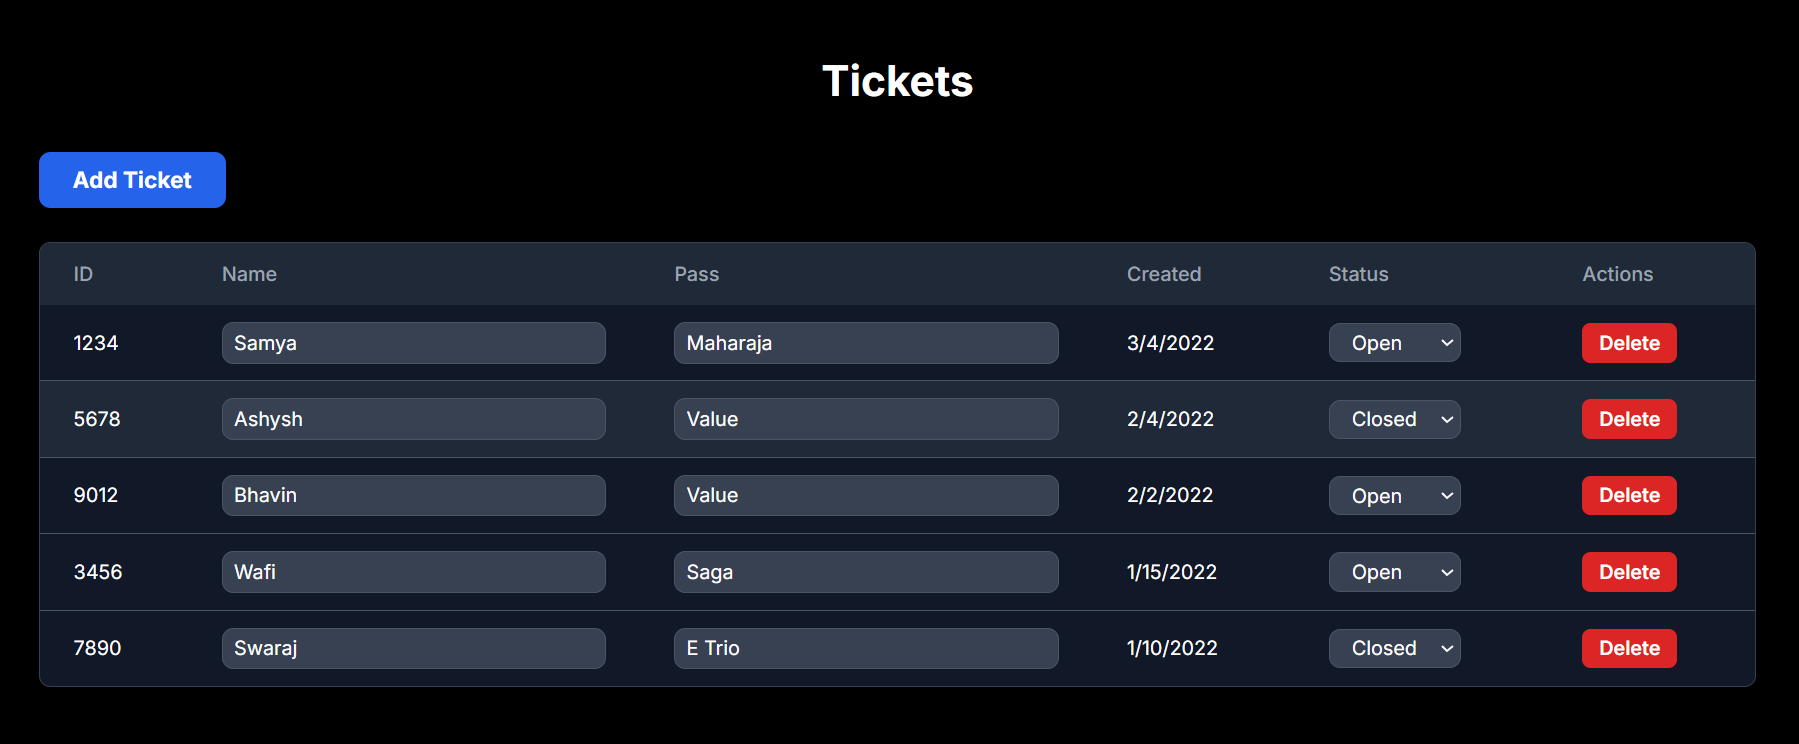 Tickets
Add Ticket
ID Name Pass Created Status Actions
1234 Samya Maharaja 3/4/2022 Open Delete
5678 Ashysh Value 2/4/2022 Closed Delete
9012 Bhavin Value 2/2/2022 Open Delete
3456 Wafi Saga 1/15/2022 Open Delete
7890 Swaraj E Trio 1/10/2022 Closed Delete